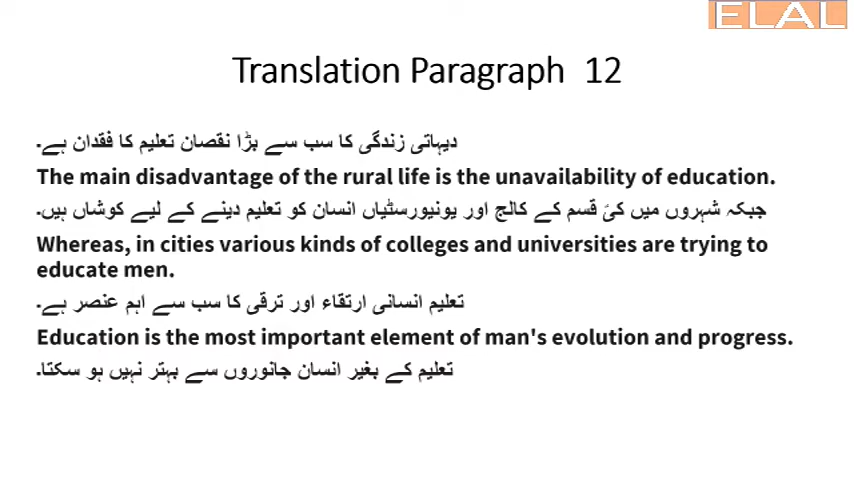 ELAL
Translation Paragraph 12
دیہاتی زندگی کا سب سے بڑا نقصان تعلیم کا فقدان ہے۔
The main disadvantage of the rural life is the unavailability of education.
جبکہ شہروں میں کئ قسم کے کالج اور یونیورسٹیاں انسان کو تعلیم دینے کے لیے کوشاں ہیں۔
Whereas, in cities various kinds of colleges and universities are trying to
educate men.
تعلیم انسانی ارتقاء اور ترقی کا سب سے اہم عنصر ہے۔
Education is the most important element of man's evolution and progress.
تعلیم کے بغیر انسان جانوروں سے بہتر نہیں ہو سکتا۔